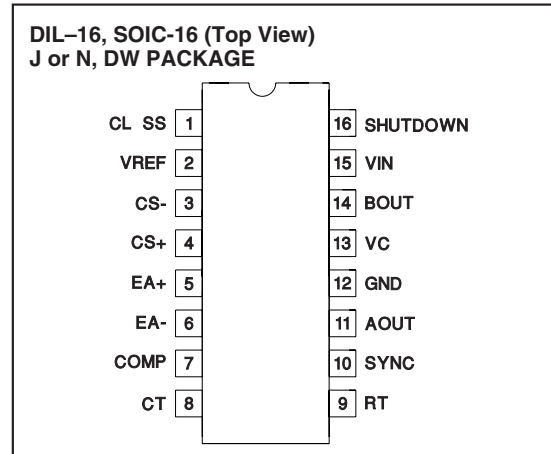 DIL–16, SOIC-16 (Top View)
J or N, DW PACKAGE
CL SS 1 16 SHUTDOWN
VREF 2 15 VIN
CS- 3 14 BOUT
CS+ 4 13 VC
EA+ 5 12 GND
EA- 6 11 AOUT
COMP 7 10 SYNC
CT 8 9 RT